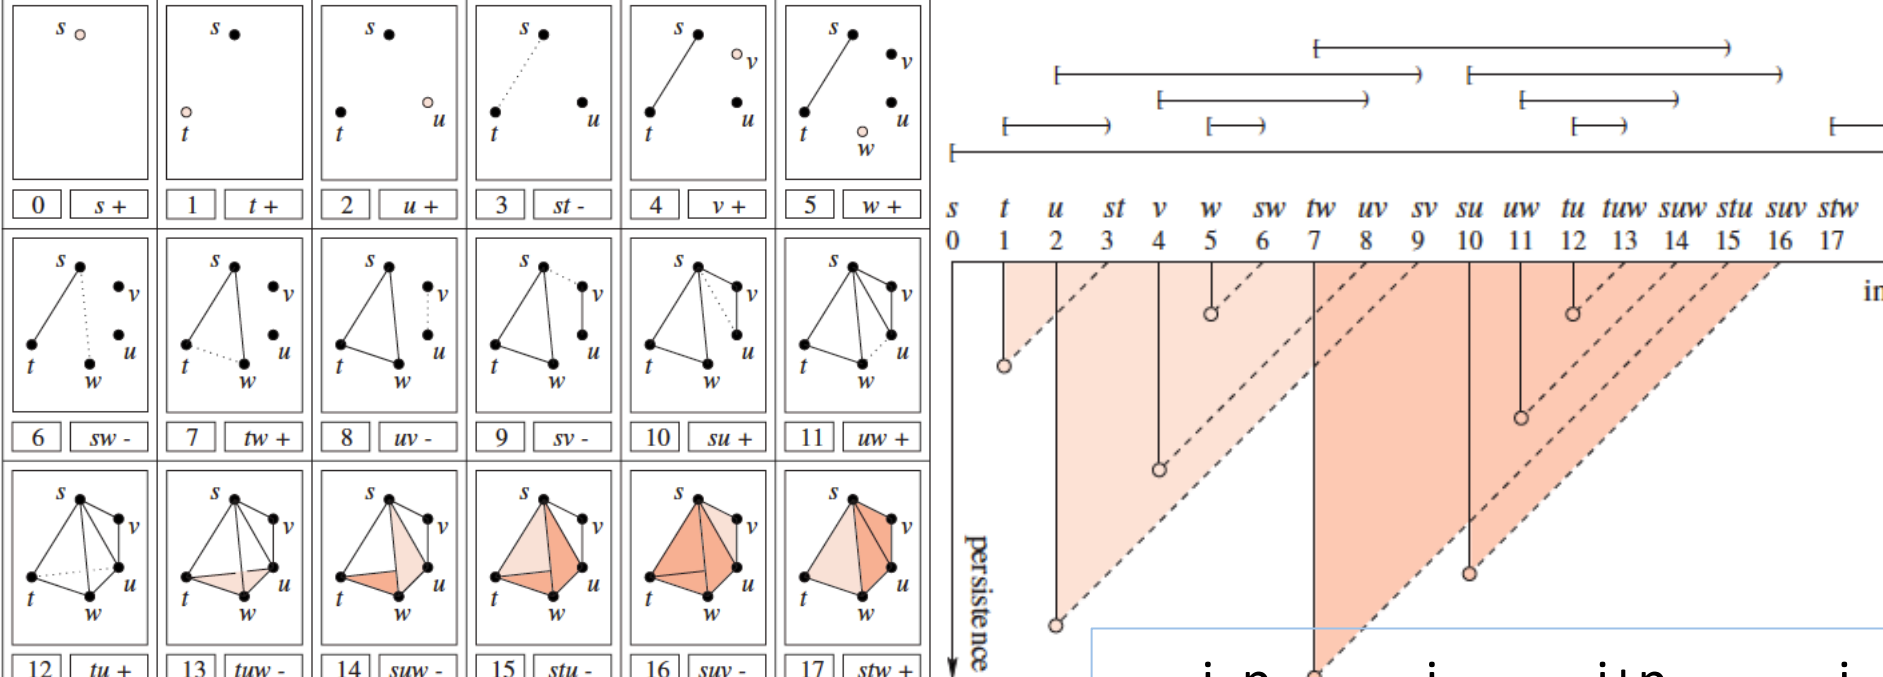 s
s
t
s
t
u
s
t
u
s
v
t
u
s
v
t
u
w
0 s +
1 t +
2 u +
3 st -
4 v +
5 w +
s
v
t
u
w
s
v
t
u
w
s
v
t
u
w
s
v
t
u
w
s
v
t
u
w
s
v
t
u
w
6 sw -
7 tw +
8 uv -
9 sv -
10 su +
11 uw +
s
v
t
u
w
s
v
t
u
w
s
v
t
u
w
s
v
t
u
w
s
v
t
u
w
s
v
t
u
w
12 tu +
13 tuw -
14 suw -
15 stu -
16 suv -
17 stw +
s t u st v w sw tw uv sv su uw tu tuw suw stu suv stw
0 1 2 3 4 5 6 7 8 9 10 11 12 13 14 15 16 17
in
persistence